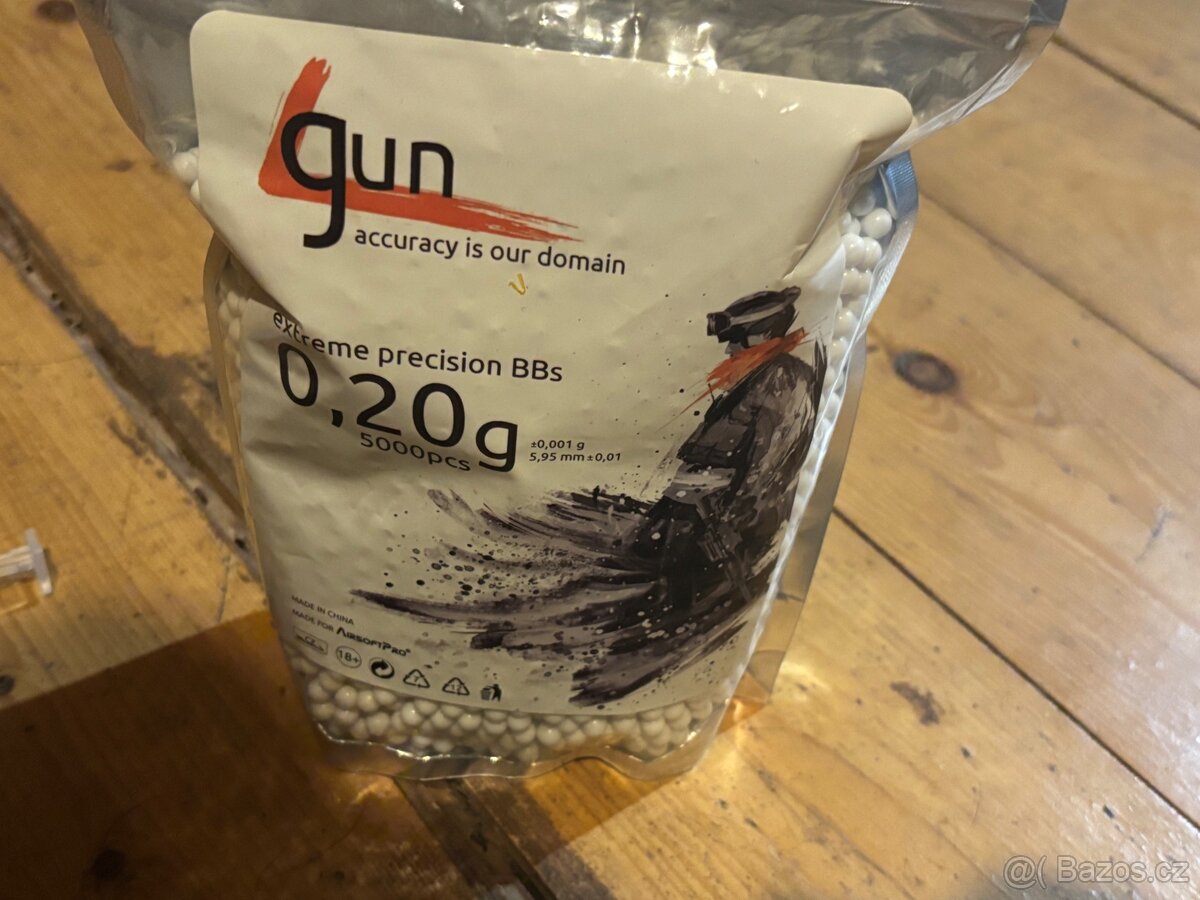 gun
accuracy is our domain
extreme precision BBs
0,20g
±0,001 g
5000pcs
5,95 mm±0,01
MADE IN CHINA
MADE FOR AIRSOFTPRO®
18+
@( Bazos.cz